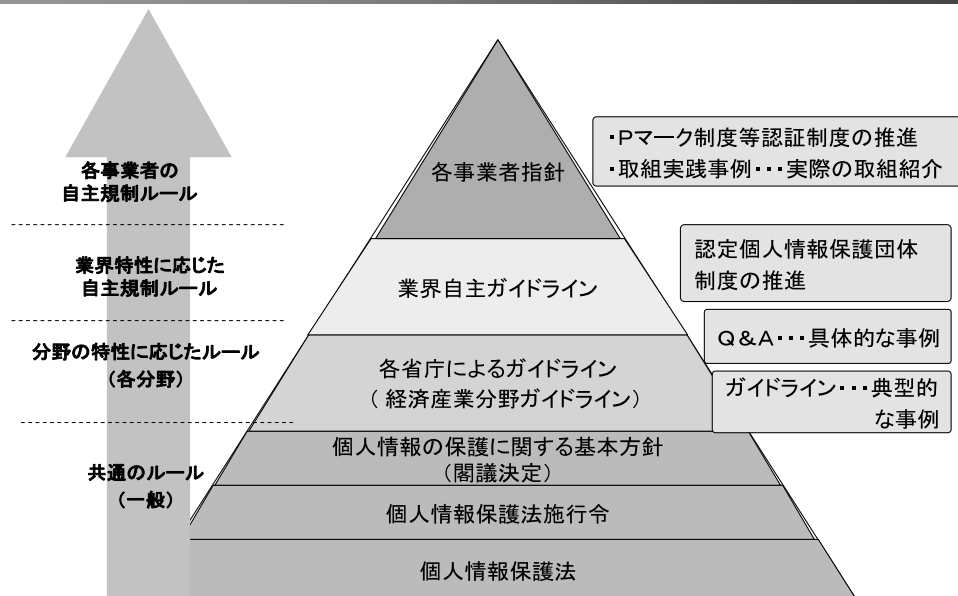 各事業者の
自主規制ルール
業界特性に応じた
自主規制ルール
分野の特性に応じたルール
(各分野)
共通のルール
(一般)
各事業者指針
業界自主ガイドライン
各省庁によるガイドライン
(経済産業分野ガイドライン)
個人情報の保護に関する基本方針
(閣議決定)
個人情報保護法施行令
個人情報保護法
・Pマーク制度等認証制度の推進
・取組実践事例・・・実際の取組紹介
認定個人情報保護団体
制度の推進
Q&A・・・具体的な事例
ガイドライン・・・典型的
な事例